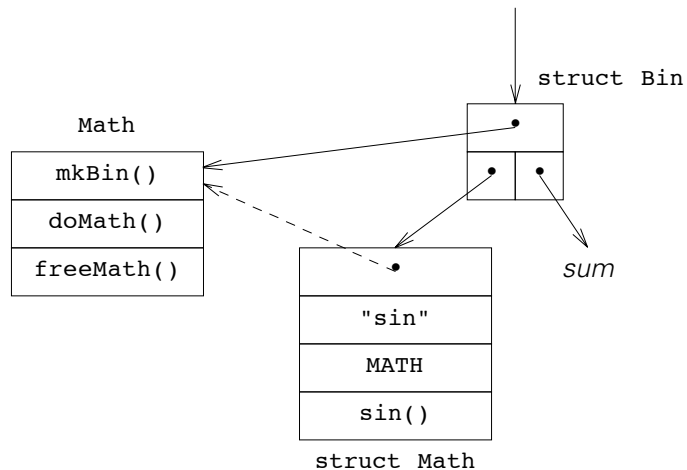 struct Bin
Math
mkBin()
doMath()
freeMath()
sum
"sin"
MATH
sin()
struct Math